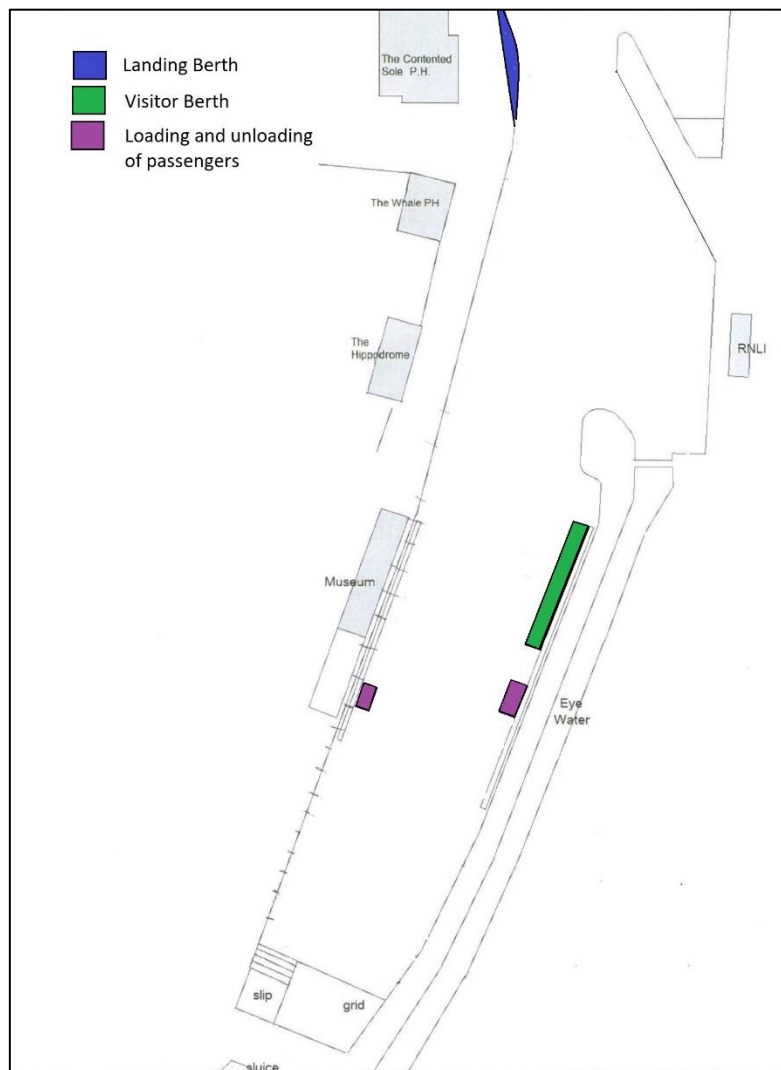 The Contented
Sole P.H.
Landing Berth
Visitor Berth
Loading and unloading
of passengers
The Whale PH
The
Hippodrome
RNLI
Museum
Eye
Water
slip
grid
sluice